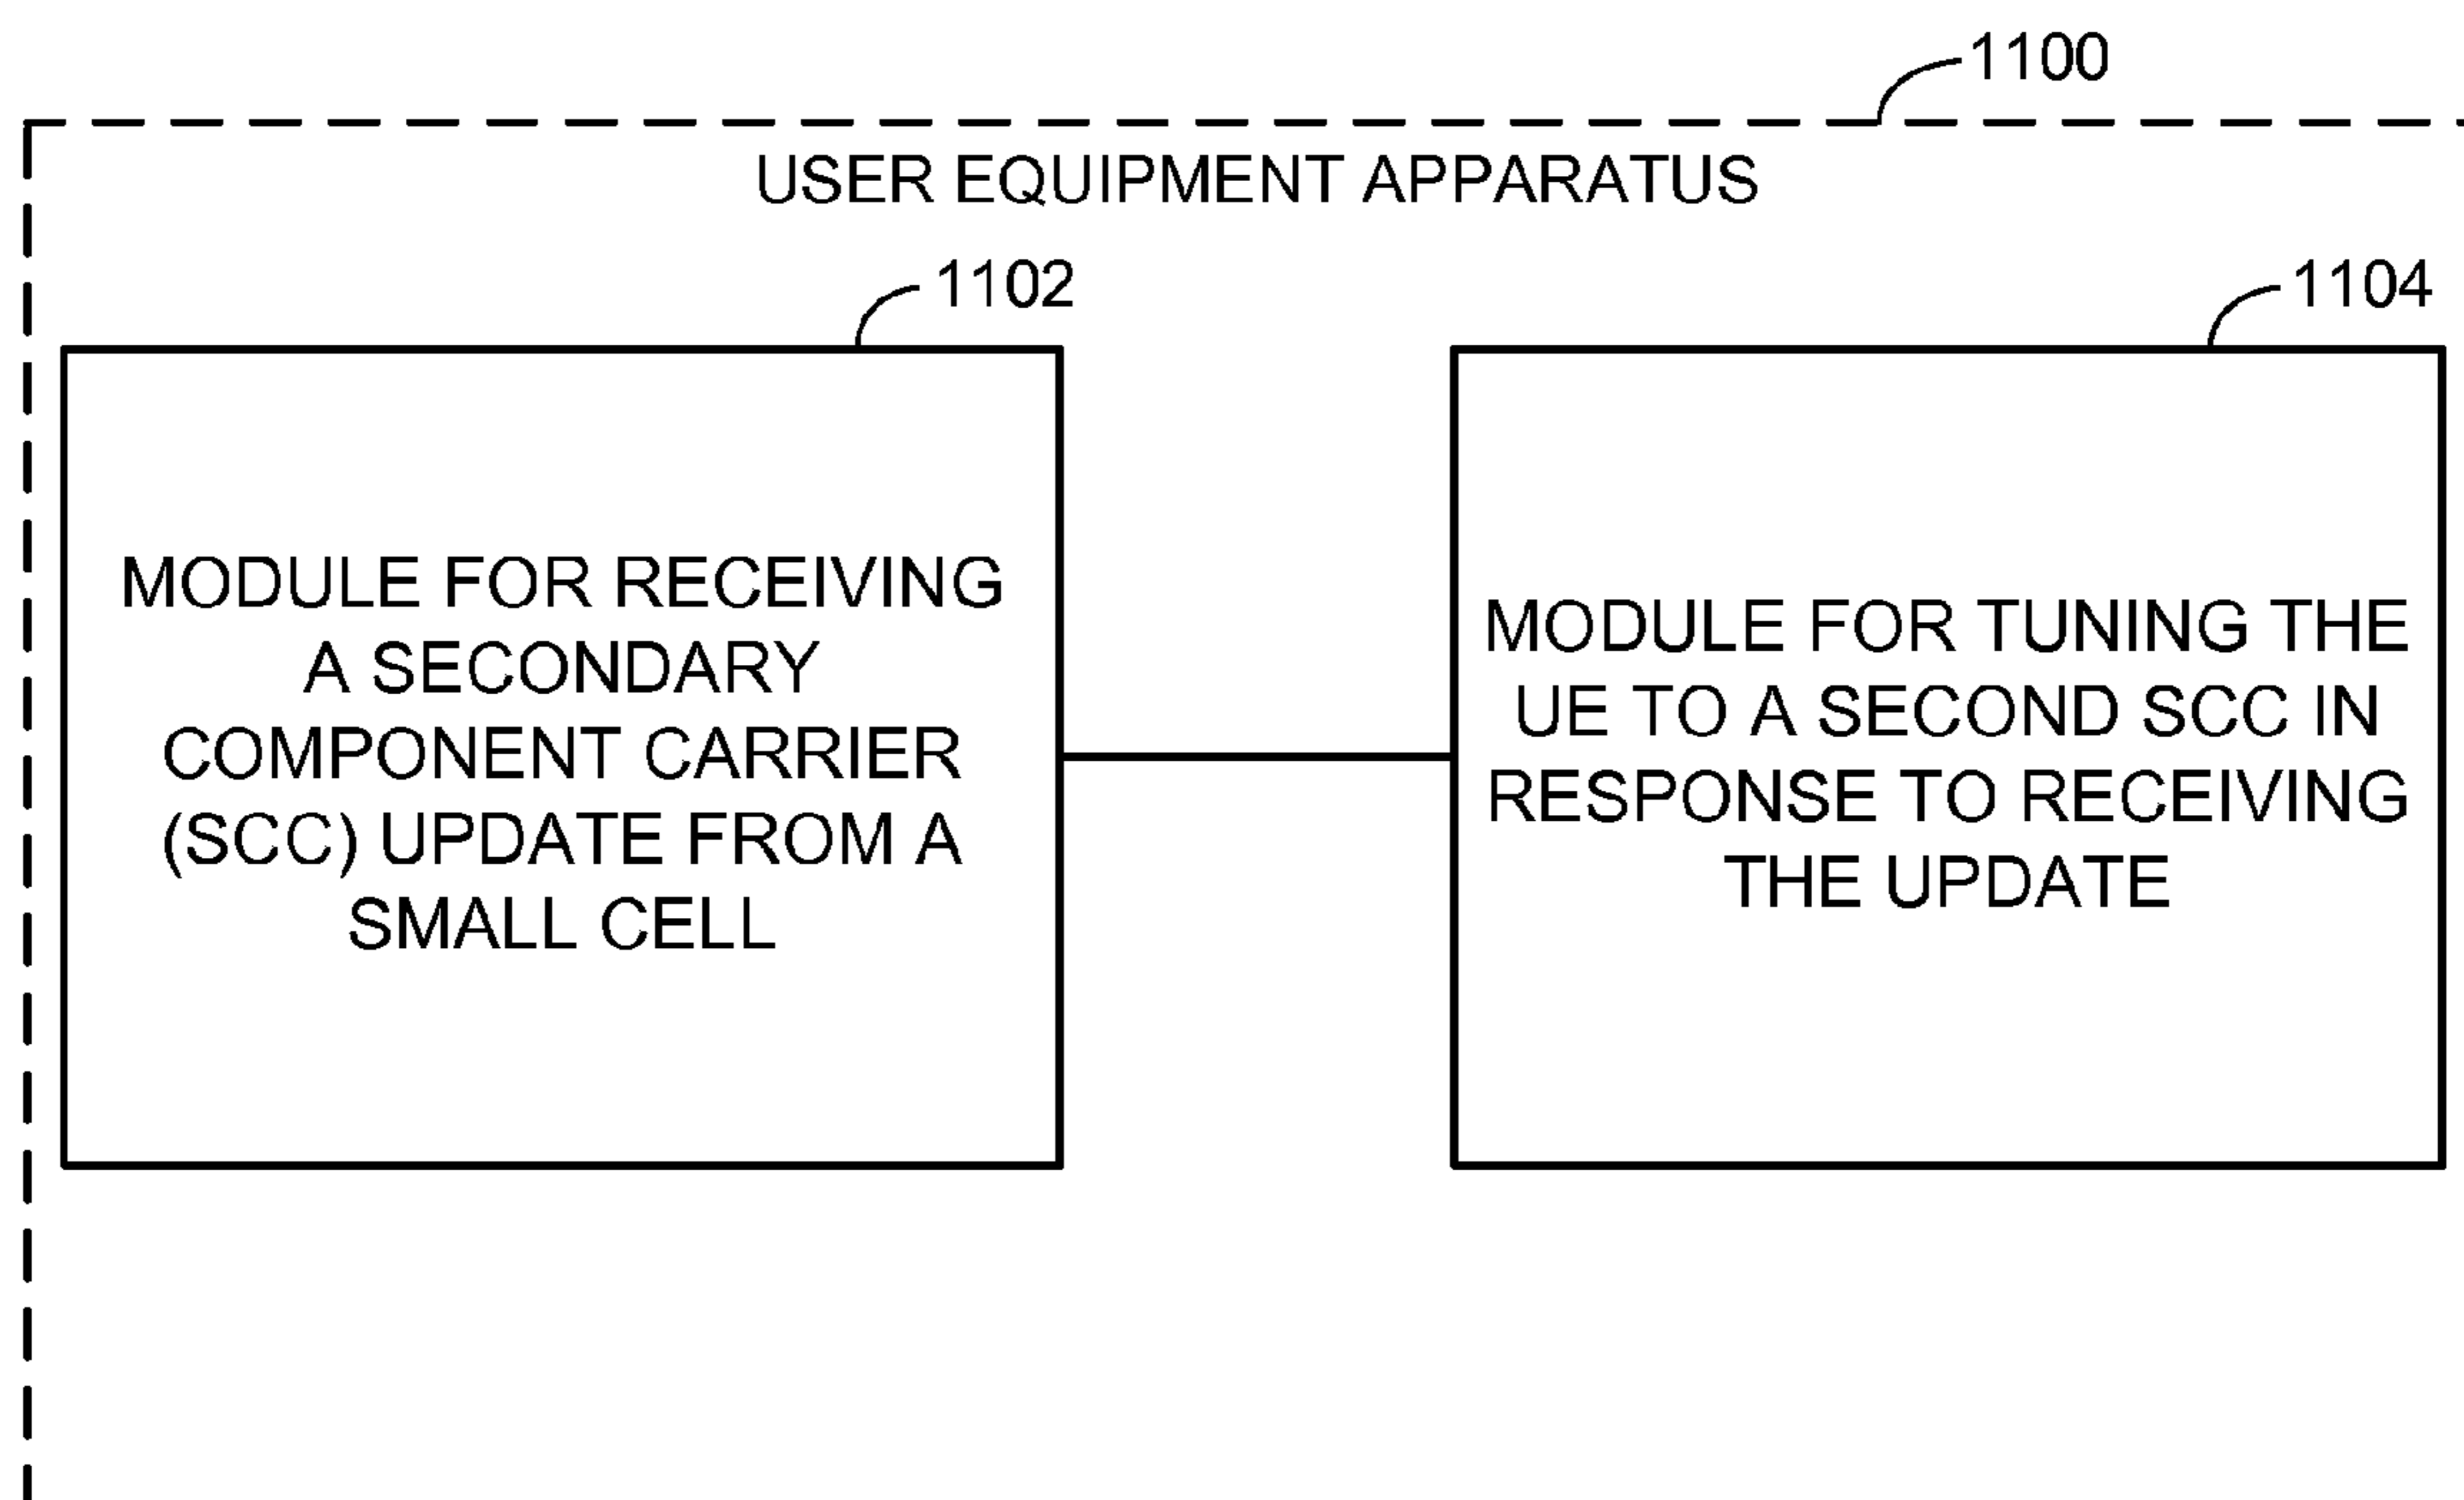 1100
USER EQUIPMENT APPARATUS
1102
1104
MODULE FOR RECEIVING
A SECONDARY
COMPONENT CARRIER
(SCC) UPDATE FROM A
SMALL CELL
MODULE FOR TUNING THE
UE TO A SECOND SCC IN
RESPONSE TO RECEIVING
THE UPDATE